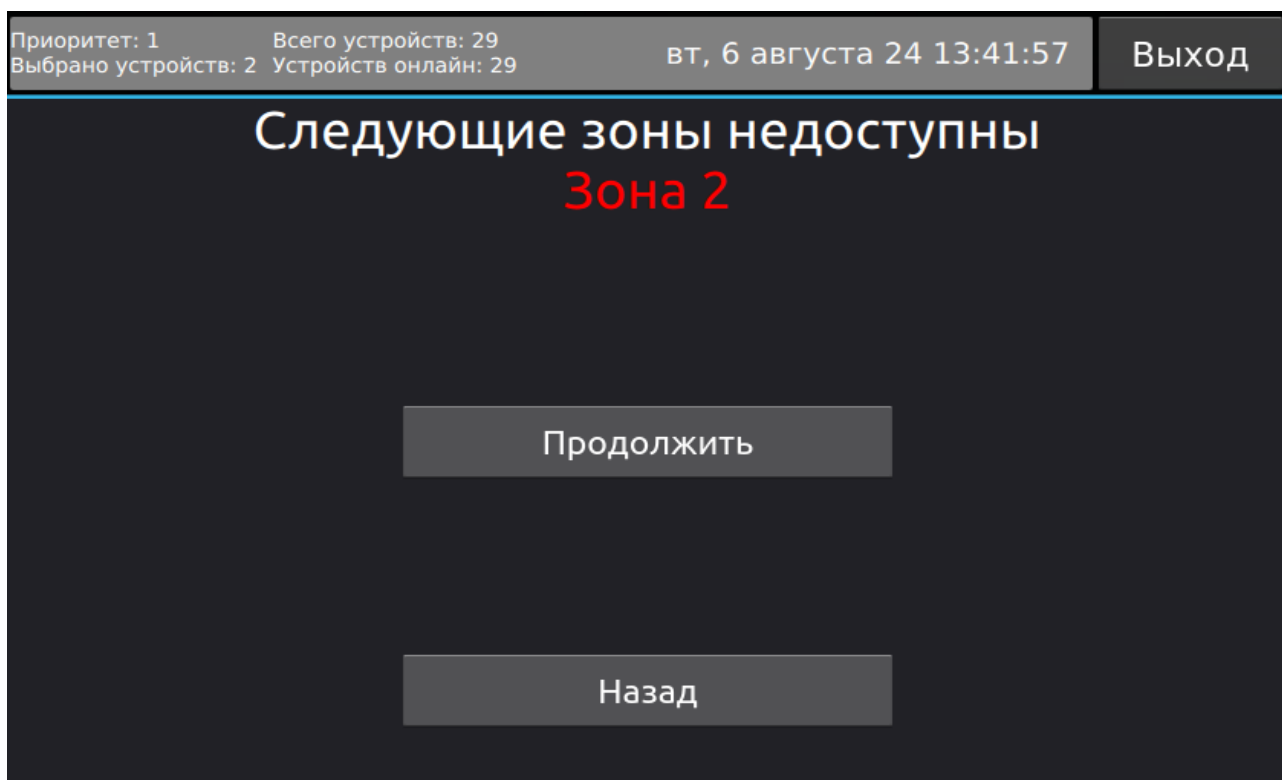 Приоритет: 1 Всего устройств: 29
Выбрано устройств: 2 Устройств онлайн: 29
вт, 6 августа 24 13:41:57
Выход
Следующие зоны недоступны
Зона 2
Продолжить
Назад